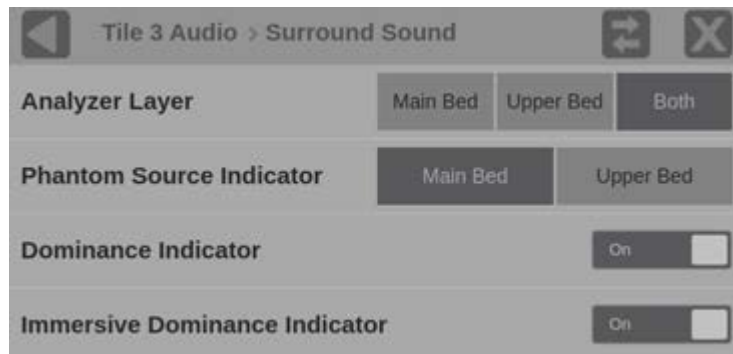 Tile 3 Audio > Surround Sound
Analyzer Layer Main Bed Upper Bed Both
Phantom Source Indicator Main Bed Upper Bed
Dominance Indicator On
Immersive Dominance Indicator On